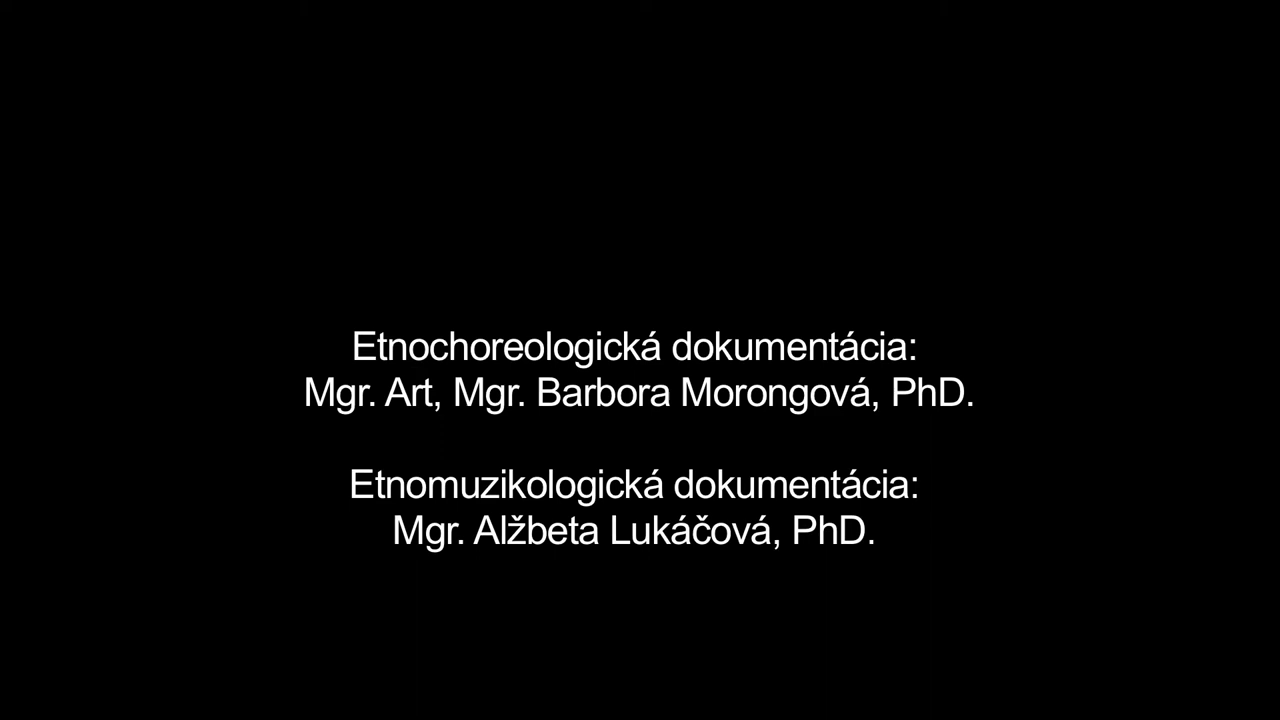 Etnochoreologická dokumentácia:
Mgr. Art, Mgr. Barbora Morongová, PhD.
Etnomuzikologická dokumentácia:
Mgr. Alžbeta Lukáčová, PhD.